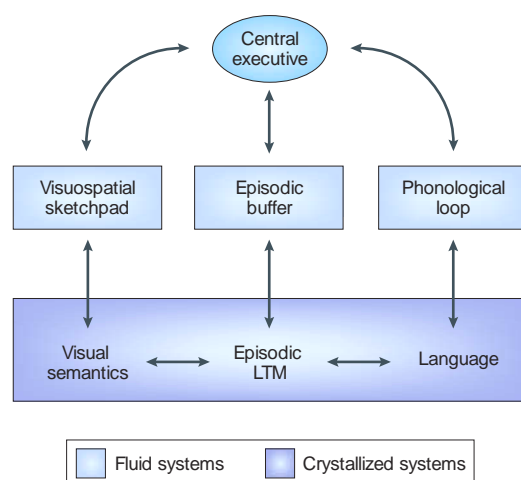 Central
executive
Visuospatial
sketchpad
Episodic
buffer
Phonological
loop
Visual
semantics
Episodic
LTM
Language
Fluid systems
Crystallized systems